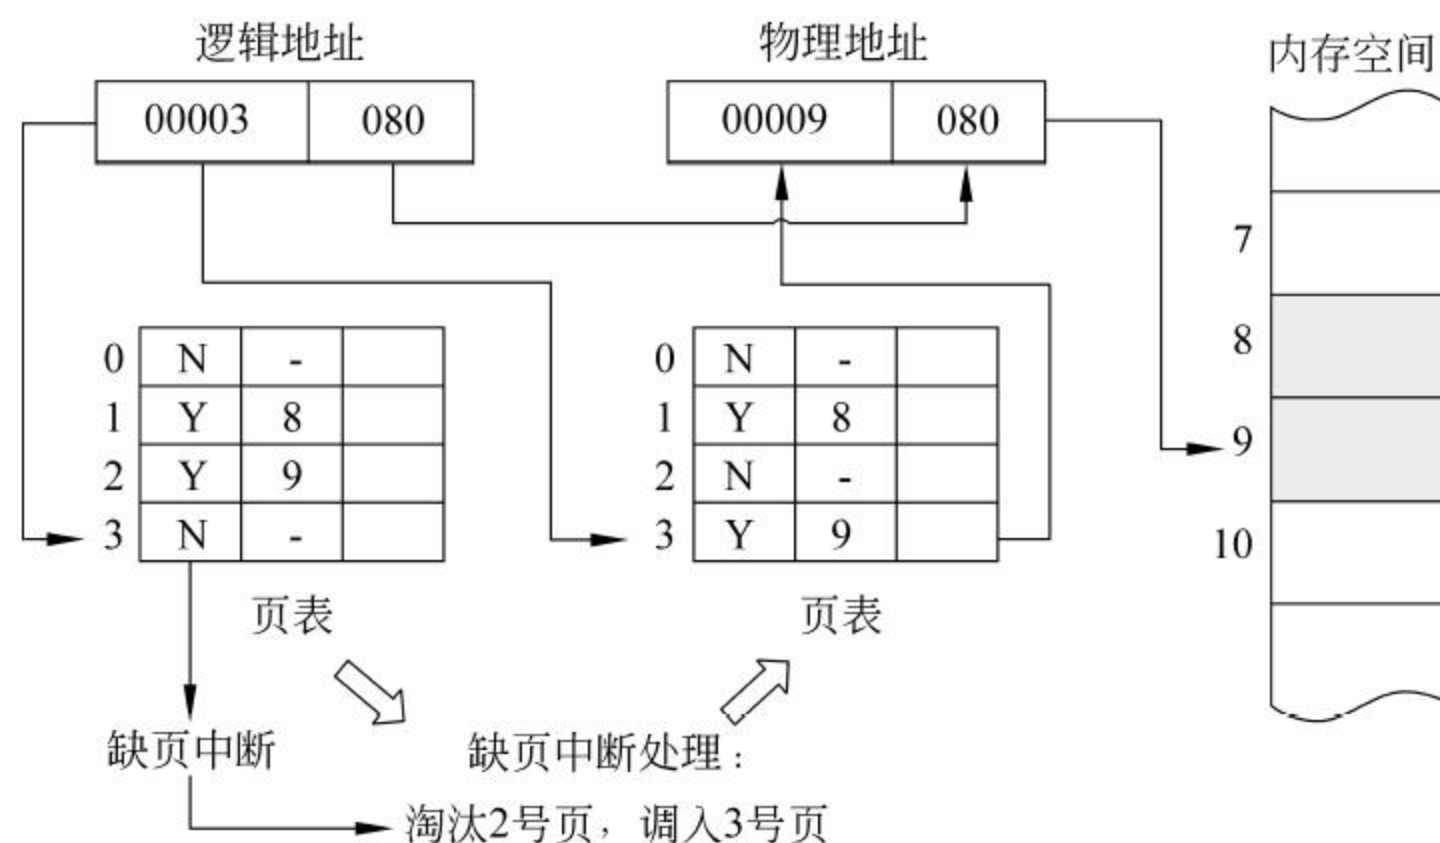 逻辑地址
物理地址
内存空间
00003 080
00009 080
7
8
9
10
0 N -
1 Y 8
2 Y 9
3 N -
页表
0 N -
1 Y 8
2 N -
3 Y 9
页表
缺页中断
缺页中断处理：
淘汰2号页，调入3号页